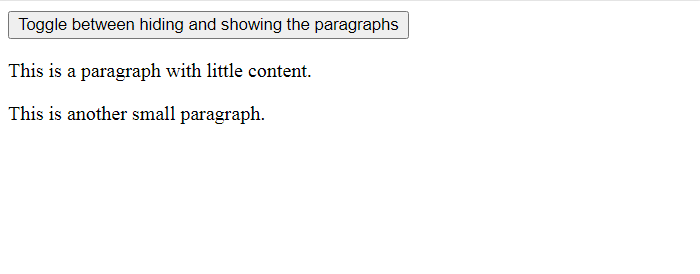 Toggle between hiding and showing the paragraphs
This is a paragraph with little content.
This is another small paragraph.